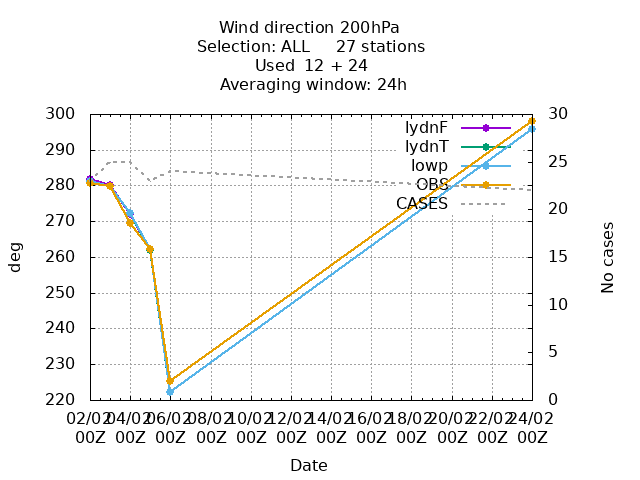 Wind direction 200hPa
Selection: ALL     27 stations
Used  12 + 24
Averaging window: 24h
300
290
280
270
260
250
240
230
220
30
25
20
15
10
5
0
lydnF
lydnT
lowp
OBS
CASES
deg
No cases
02/02 04/02 06/02 08/02 10/02 12/02 14/02 16/02 18/02 20/02 22/02 24/02
00Z 00Z 00Z 00Z 00Z 00Z 00Z 00Z 00Z 00Z 00Z 00Z
Date